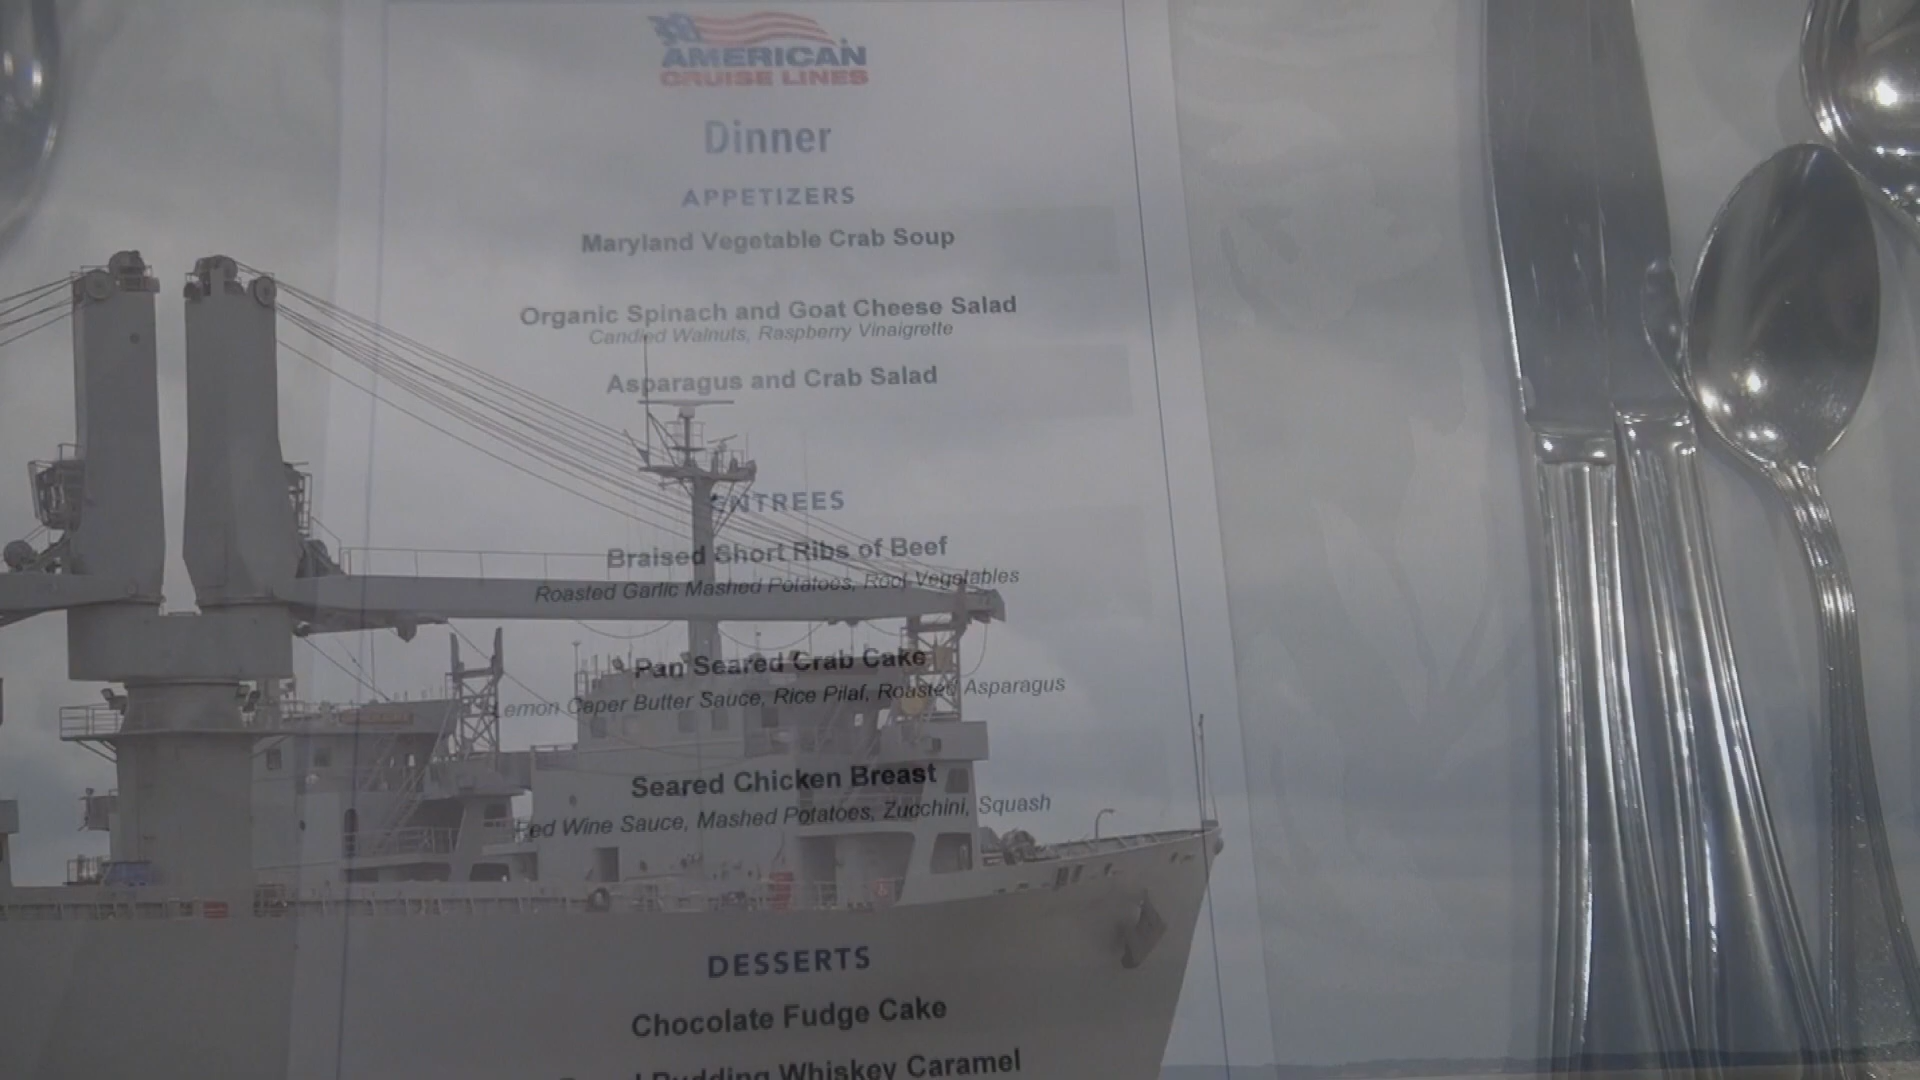 AMERICAN
CRUISE LINES
Dinner
APPETIZERS
Maryland Vegetable Crab Soup
Organic Spinach and Goat Cheese Salad
Candied Walnuts, Raspberry Vinaigrette
Asparagus and Crab Salad
ENTREES
Braised Short Ribs of Beef
Roasted Garlic Mashed Potatoes, Root Vegetables
Pan Seared Crab Cake
Lemon Caper Butter Sauce, Rice Pilaf, Roasted Asparagus
Seared Chicken Breast
Red Wine Sauce, Mashed Potatoes, Zucchini, Squash
DESSERTS
Chocolate Fudge Cake
Pudding Whiskey Caramel